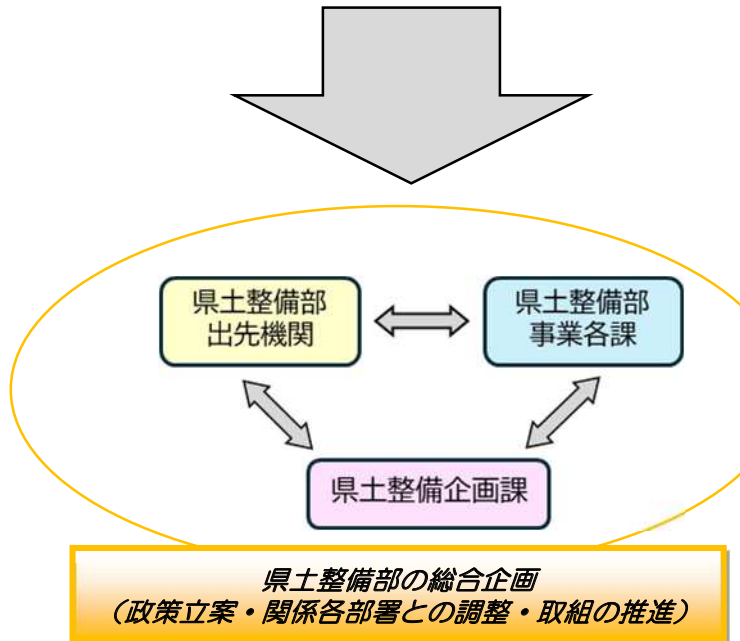 県土整備部
出先機関
県土整備部
事業各課
県土整備企画課
県土整備部の総合企画
（政策立案・関係各部署との調整・取組の推進）